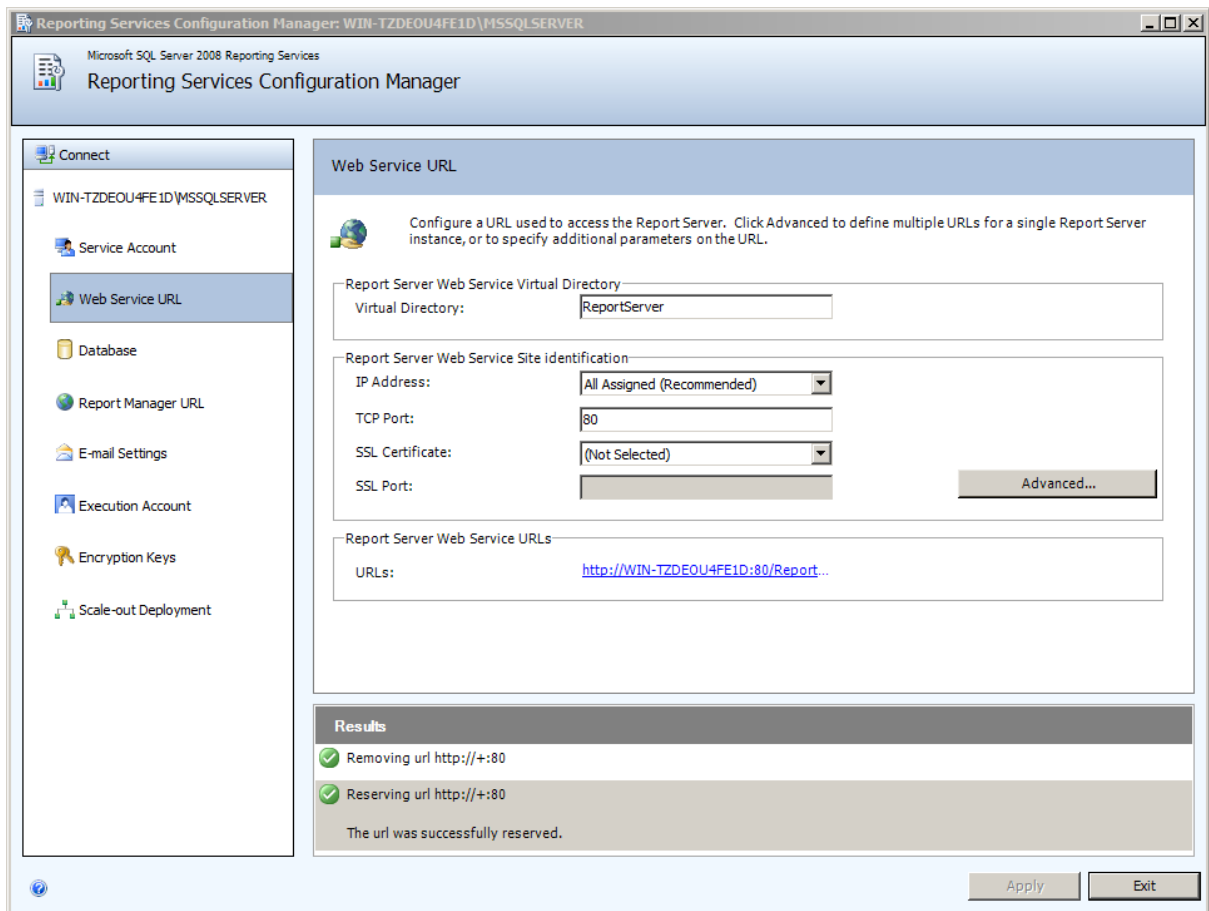 Reporting Services Configuration Manager: WIN-TZDEOU4FE1D\MSSQLSERVER
Microsoft SQL Server 2008 Reporting Services
Reporting Services Configuration Manager
Connect
WIN-TZDEOU4FE1D\MSSQLSERVER
Service Account
Web Service URL
Database
Report Manager URL
E-mail Settings
Execution Account
Encryption Keys
Scale-out Deployment
Web Service URL
Configure a URL used to access the Report Server. Click Advanced to define multiple URLs for a single Report Server
instance, or to specify additional parameters on the URL.
Report Server Web Service Virtual Directory
Virtual Directory: ReportServer
Report Server Web Service Site identification
IP Address: All Assigned (Recommended)
TCP Port: 80
SSL Certificate: (Not Selected)
SSL Port:
Advanced...
Report Server Web Service URLs
URLs: http://WIN-TZDEOU4FE1D:80/Report...
Results
Removing url http://+:80
Reserving url http://+:80
The url was successfully reserved.
Apply Exit